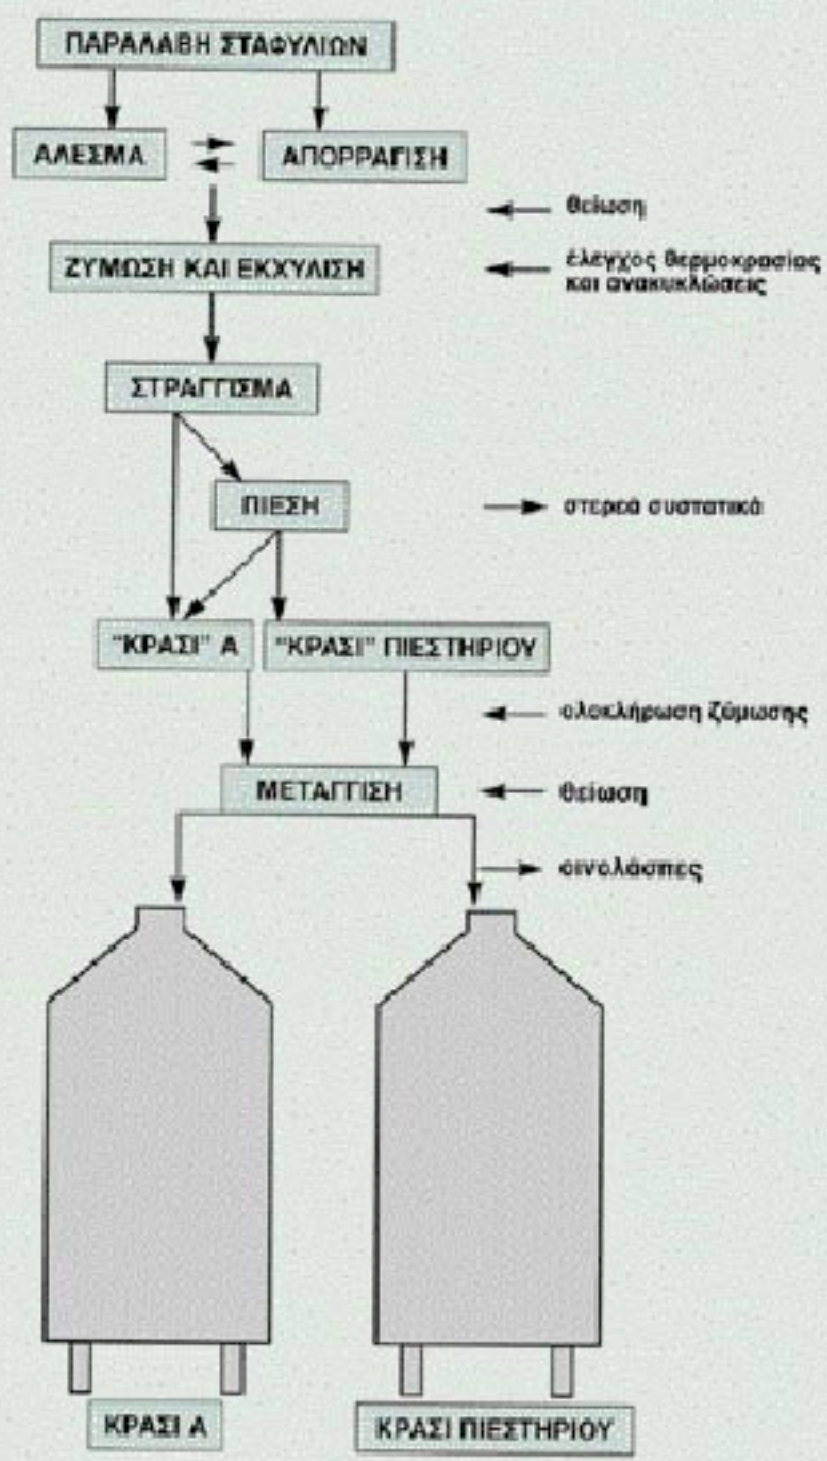 ΠΑΡΑΛΑΒΗ ΣΤΑΦΥΛΙΩΝ
ΑΛΕΣΜΑ
ΑΠΟΡΡΑΓΙΣΗ
θείωση
ΖΥΜΩΣΗ ΚΑΙ ΕΚΧΥΛΙΣΗ
έλεγχος θερμοκρασίας
και ανακυκλώσεις
ΣΤΡΑΓΓΙΣΜΑ
ΠΙΕΣΗ
στερεά συστατικά
"ΚΡΑΣΙ" Α
"ΚΡΑΣΙ" ΠΙΕΣΤΗΡΙΟΥ
ολοκλήρωση ζύμωσης
ΜΕΤΑΓΓΙΣΗ
θείωση
οινολάσπες
ΚΡΑΣΙ Α
ΚΡΑΣΙ ΠΙΕΣΤΗΡΙΟΥ